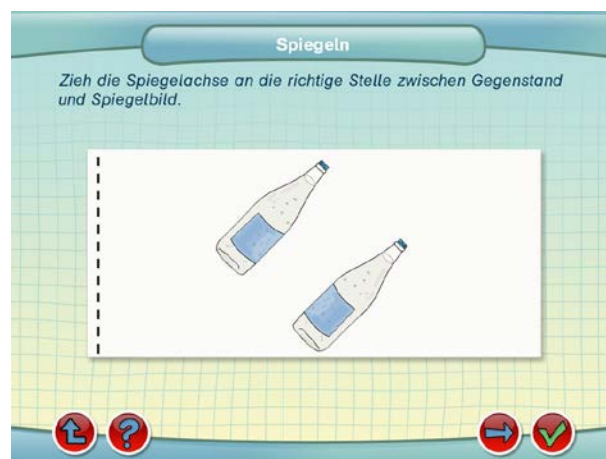 Spiegeln
Zieh die Spiegelachse an die richtige Stelle zwischen Gegenstand
und Spiegelbild.
?